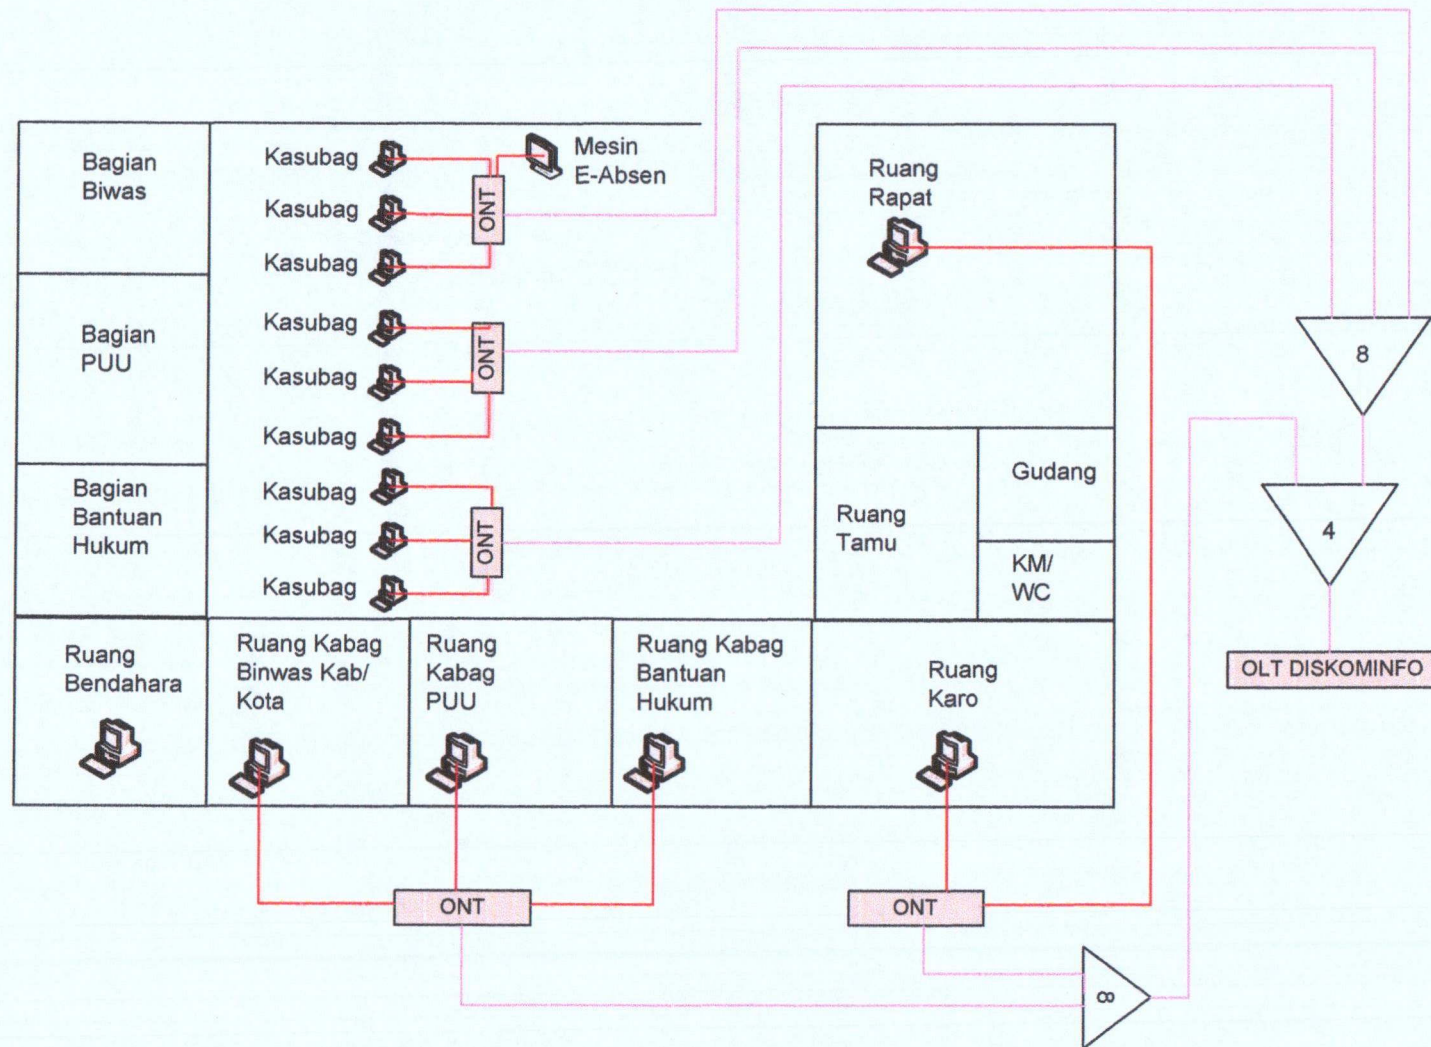 Bagian
Biwas
Kasubag
Kasubag
Kasubag
ONT
Mesin
E-Absen
Ruang
Rapat
Bagian
PUU
Kasubag
Kasubag
Kasubag
ONT
8
Bagian
Bantuan
Hukum
Kasubag
Kasubag
Kasubag
ONT
Ruang
Tamu
Gudang
KM/
WC
4
OLT DISKOMINFO
Ruang
Bendahara
Ruang Kabag
Binwas Kab/
Kota
Ruang
Kabag
PUU
Ruang Kabag
Bantuan
Hukum
Ruang
Karo
ONT
ONT
8